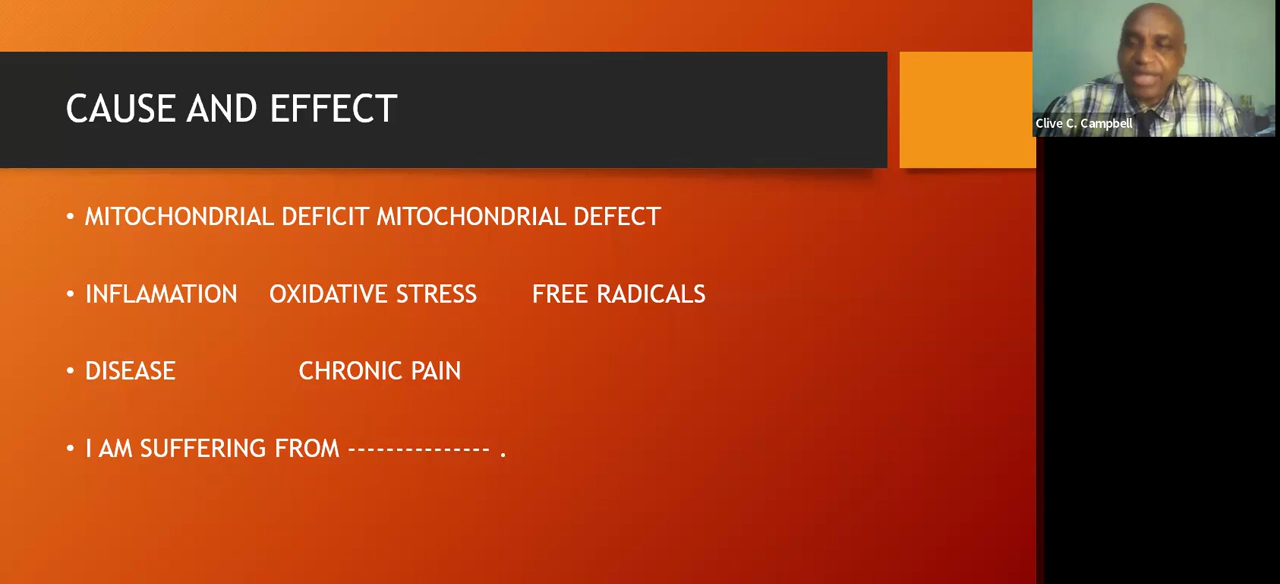 CAUSE AND EFFECT
Clive C. Campbell
• MITOCHONDRIAL DEFICIT MITOCHONDRIAL DEFECT
• INFLAMATION OXIDATIVE STRESS FREE RADICALS
• DISEASE CHRONIC PAIN
• I AM SUFFERING FROM --------------- .